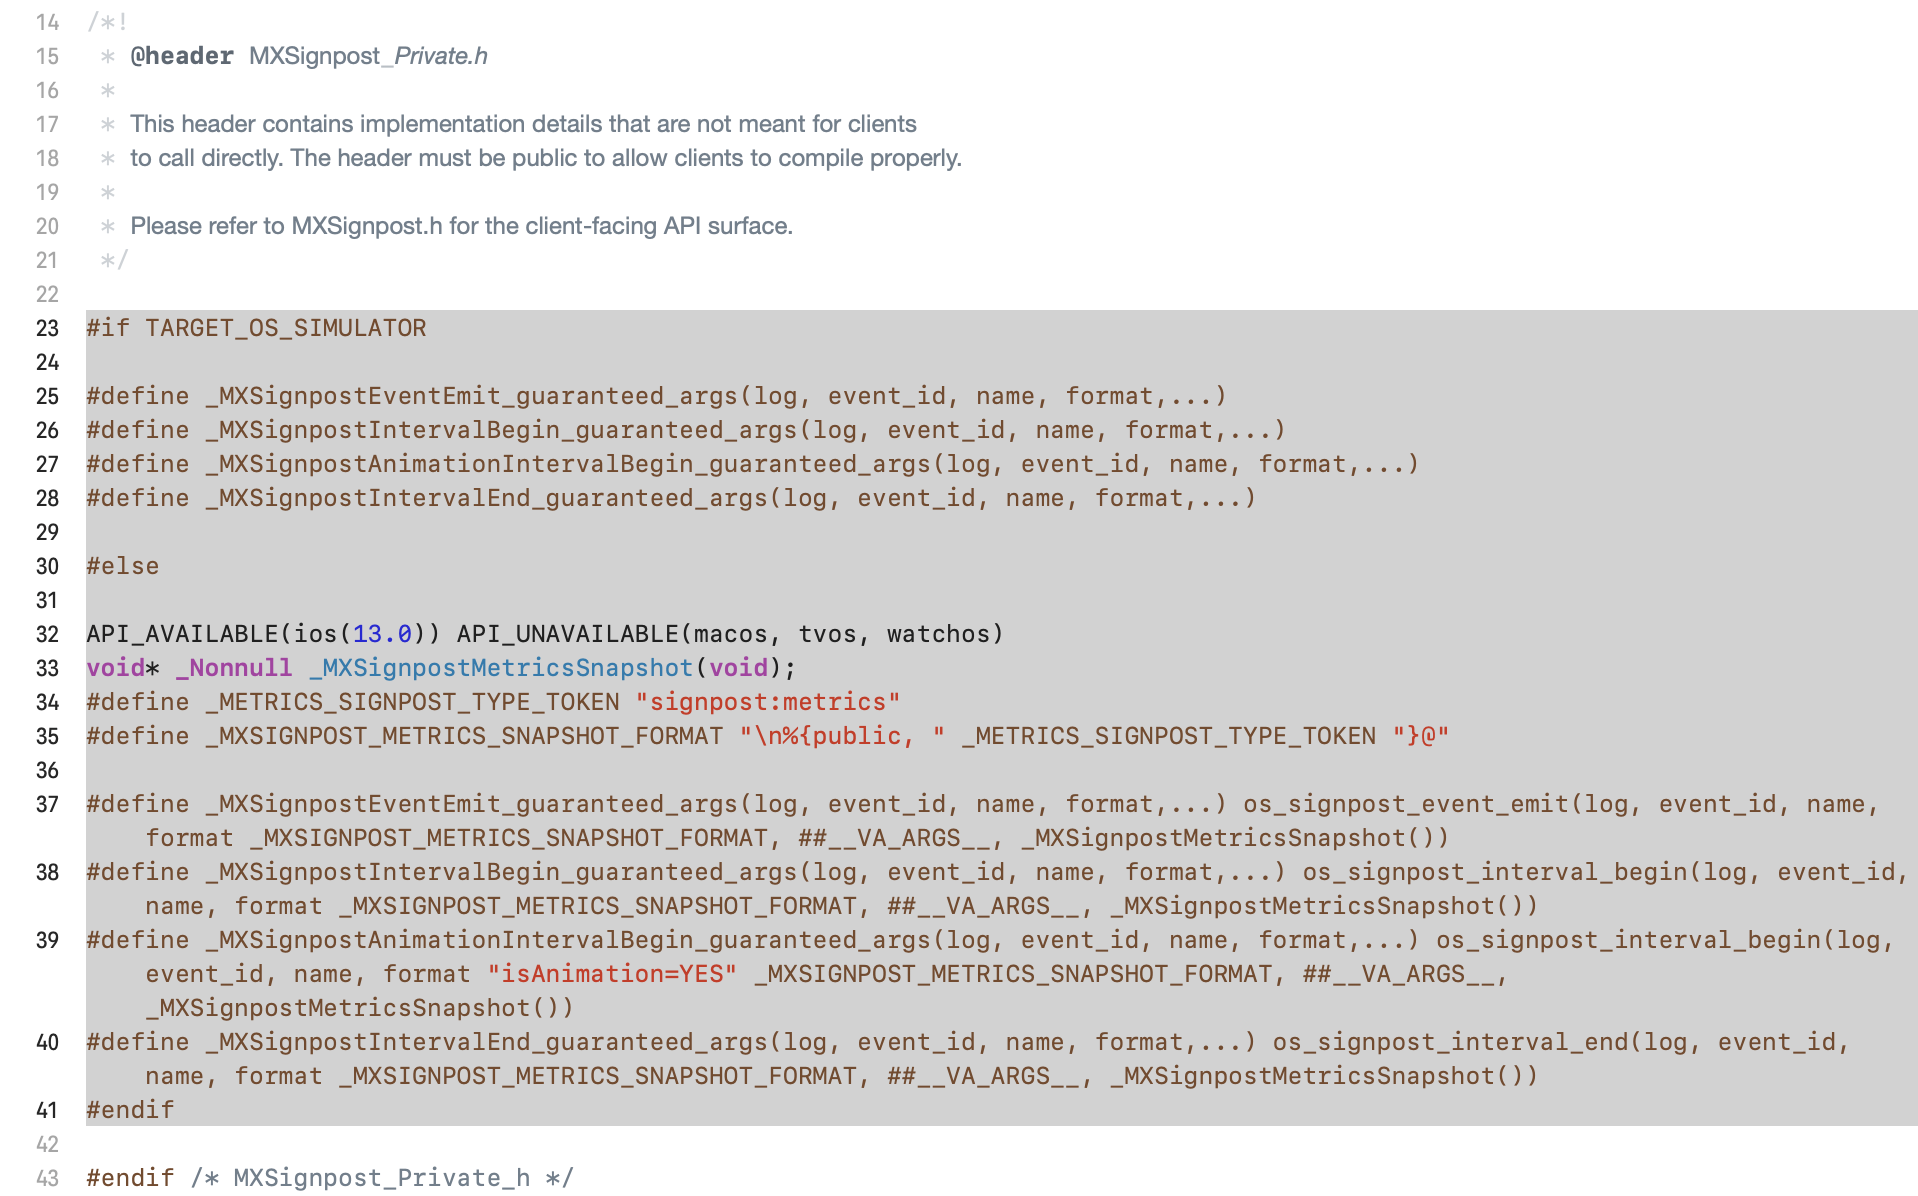 14 /*!
15  * @header MXSignpost_Private.h
16  *
17  * This header contains implementation details that are not meant for clients
18  * to call directly. The header must be public to allow clients to compile properly.
19  *
20  * Please refer to MXSignpost.h for the client-facing API surface.
21  */
22
23 #if TARGET_OS_SIMULATOR
24
25 #define _MXSignpostEventEmit_guaranteed_args(log, event_id, name, format,...)
26 #define _MXSignpostIntervalBegin_guaranteed_args(log, event_id, name, format,...)
27 #define _MXSignpostAnimationIntervalBegin_guaranteed_args(log, event_id, name, format,...)
28 #define _MXSignpostIntervalEnd_guaranteed_args(log, event_id, name, format,...)
29
30 #else
31
32 API_AVAILABLE(ios(13.0)) API_UNAVAILABLE(macos, tvos, watchos)
33 void* _Nonnull _MXSignpostMetricsSnapshot(void);
34 #define _METRICS_SIGNPOST_TYPE_TOKEN "signpost:metrics"
35 #define _MXSIGNPOST_METRICS_SNAPSHOT_FORMAT "\n%{public, " _METRICS_SIGNPOST_TYPE_TOKEN "}@"
36
37 #define _MXSignpostEventEmit_guaranteed_args(log, event_id, name, format,...) os_signpost_event_emit(log, event_id, name,
format _MXSIGNPOST_METRICS_SNAPSHOT_FORMAT, ##__VA_ARGS__, _MXSignpostMetricsSnapshot())
38 #define _MXSignpostIntervalBegin_guaranteed_args(log, event_id, name, format,...) os_signpost_interval_begin(log, event_id,
name, format _MXSIGNPOST_METRICS_SNAPSHOT_FORMAT, ##__VA_ARGS__, _MXSignpostMetricsSnapshot())
39 #define _MXSignpostAnimationIntervalBegin_guaranteed_args(log, event_id, name, format,...) os_signpost_interval_begin(log,
event_id, name, format "isAnimation=YES" _MXSIGNPOST_METRICS_SNAPSHOT_FORMAT, ##__VA_ARGS__,
_MXSignpostMetricsSnapshot())
40 #define _MXSignpostIntervalEnd_guaranteed_args(log, event_id, name, format,...) os_signpost_interval_end(log, event_id,
name, format _MXSIGNPOST_METRICS_SNAPSHOT_FORMAT, ##__VA_ARGS__, _MXSignpostMetricsSnapshot())
41 #endif
42
43 #endif /* MXSignpost_Private_h */